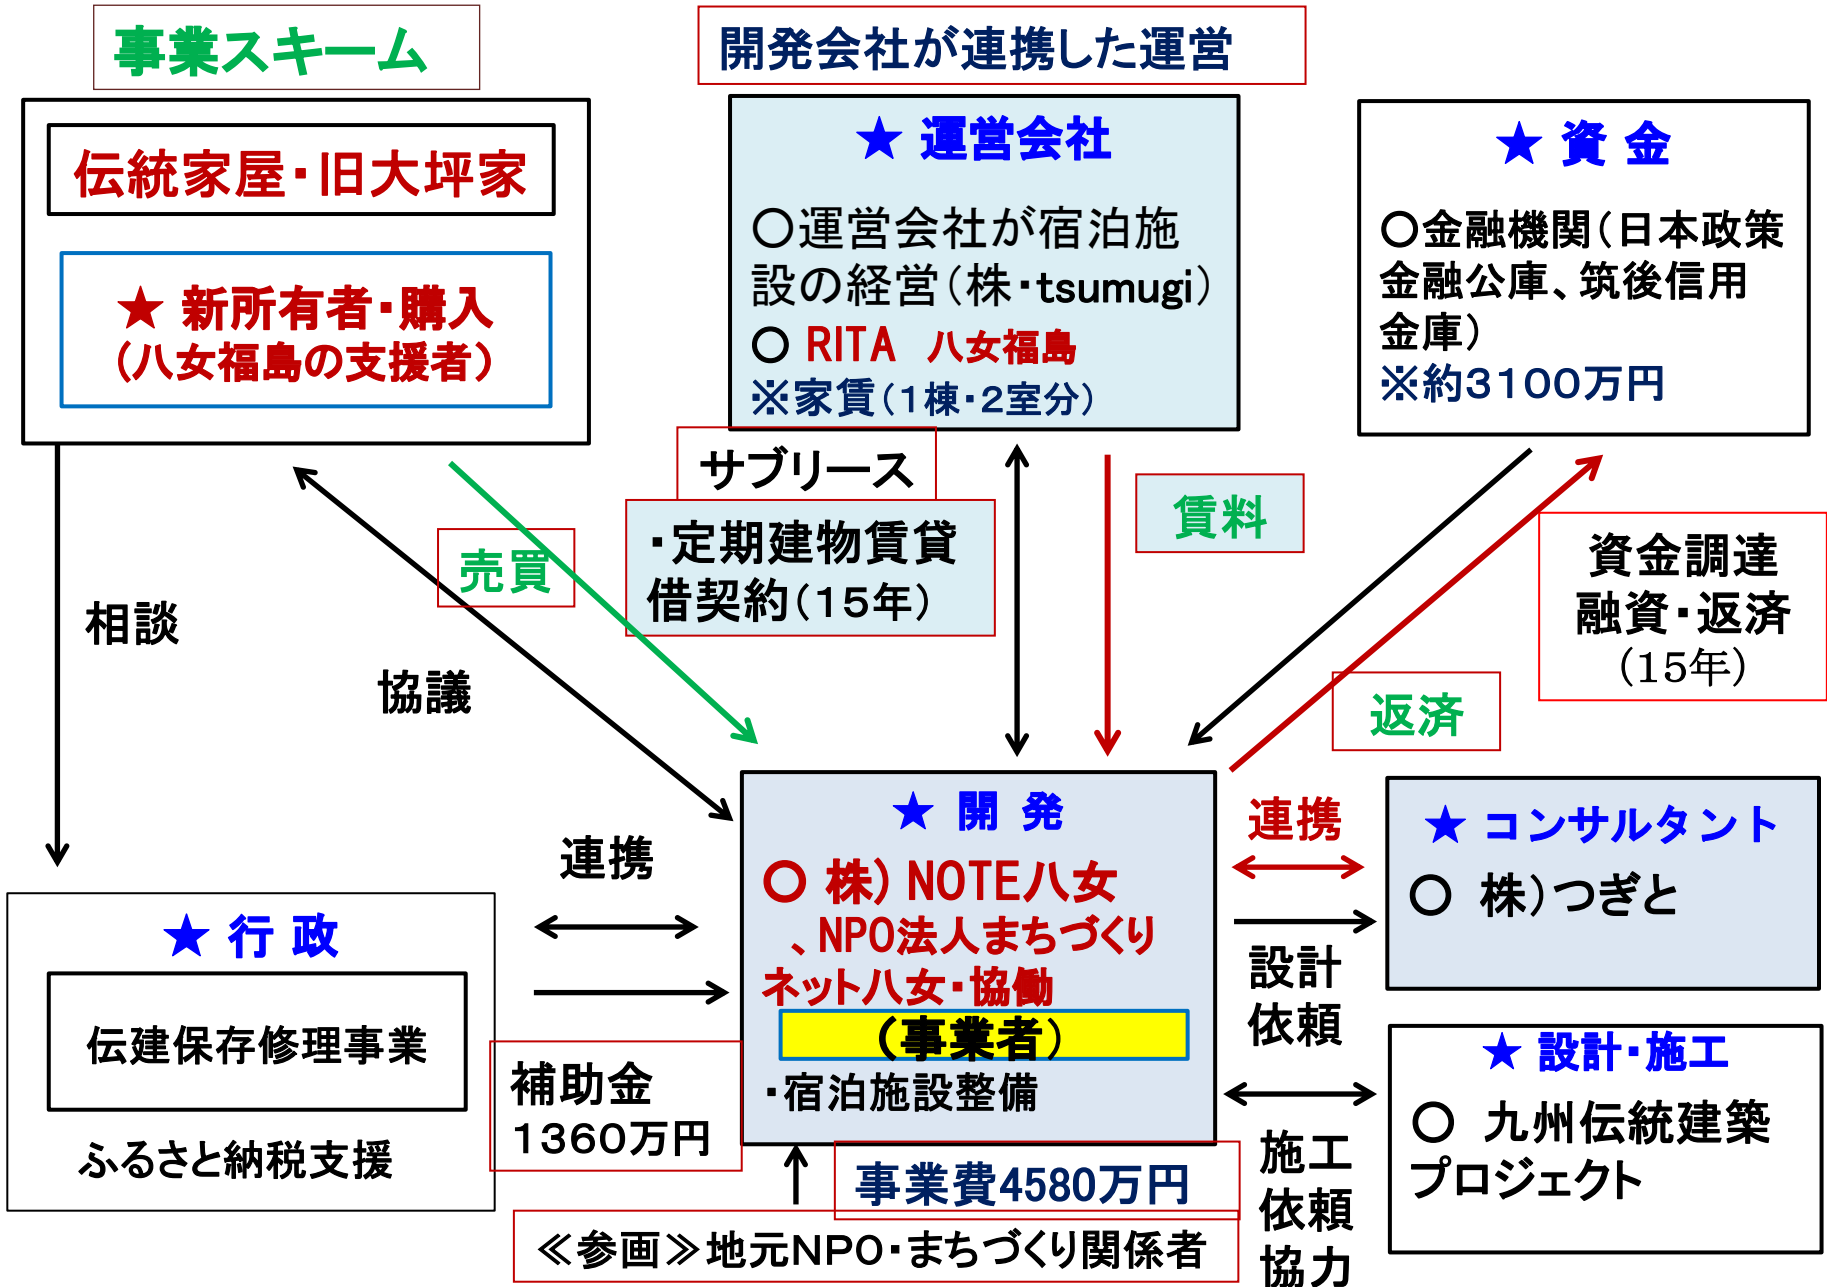 事業スキーム
開発会社が連携した運営
伝統家屋・旧大坪家
★ 新所有者・購入
(八女福島の支援者)
★ 運営会社
〇運営会社が宿泊施
設の経営(株・tsumugi)
〇 RITA 八女福島
※家賃(1棟・2室分)
★ 資 金
〇金融機関(日本政策
金融公庫、筑後信用
金庫)
※約3100万円
サブリース
・定期建物賃貸
借契約(15年)
賃料
売買
相談
協議
資金調達
融資・返済
(15年)
返済
連携
★ 行 政
伝建保存修理事業
ふるさと納税支援
補助金
1360万円
★ 開 発
〇 株) NOTE八女
、NPO法人まちづくり
ネット八女・協働
(事業者)
・宿泊施設整備
事業費4580万円
≪参画≫地元NPO・まちづくり関係者
連携
設計
依頼
施工
依頼
協力
★ コンサルタント
〇 株)つぎと
★ 設計・施工
〇 九州伝統建築
プロジェクト